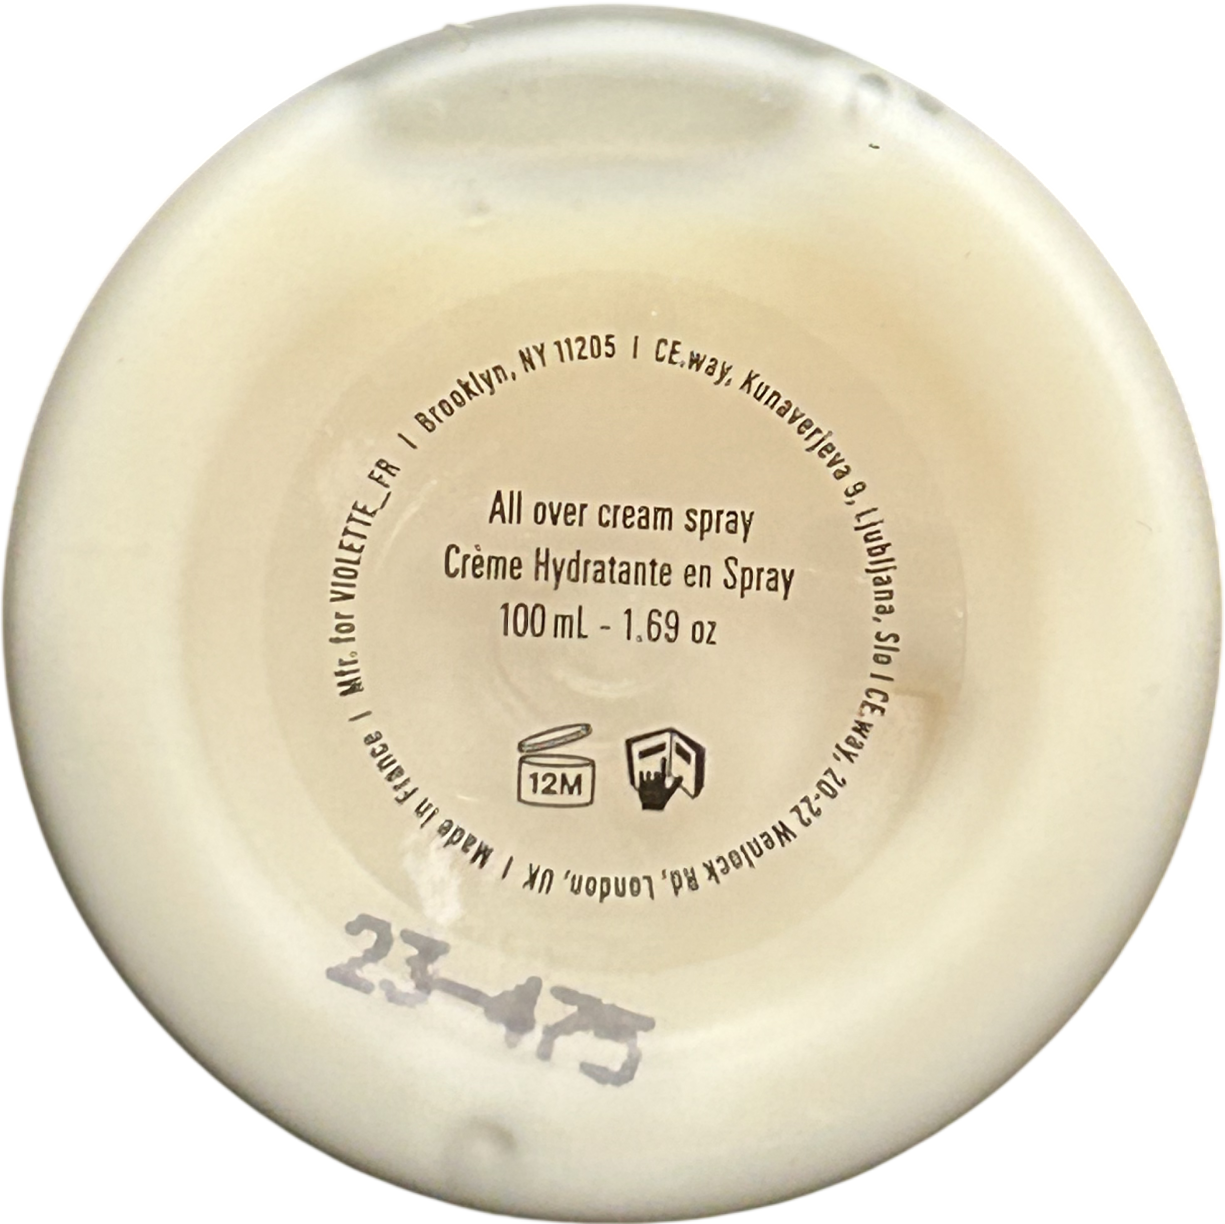 Mfr. for VIOLETTE_FR | Brooklyn, NY 11205 | CE.way, Kunaverjeva 9, Ljubljana, Slo | CE.way, 20-22 Wenlock Rd, London, UK | Made in France |
All over cream spray
Crème Hydratante en Spray
100 mL - 1.69 oz
12M
23-475